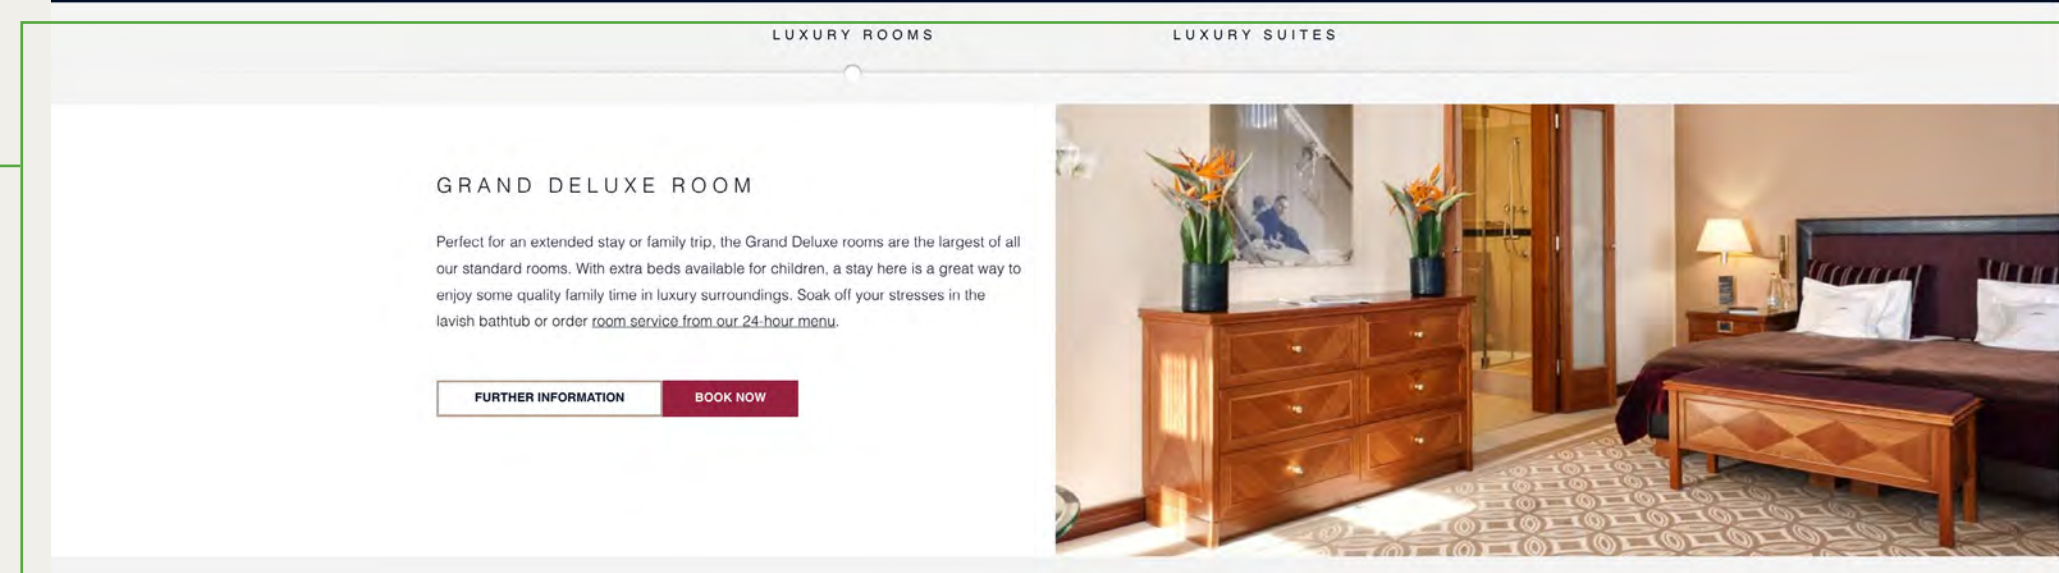 LUXURY ROOMS
LUXURY SUITES
GRAND DELUXE ROOM
Perfect for an extended stay or family trip, the Grand Deluxe rooms are the largest of all
our standard rooms. With extra beds available for children, a stay here is a great way to
enjoy some quality family time in luxury surroundings. Soak off your stresses in the
lavish bathtub or order room service from our 24-hour menu.
FURTHER INFORMATION
BOOK NOW